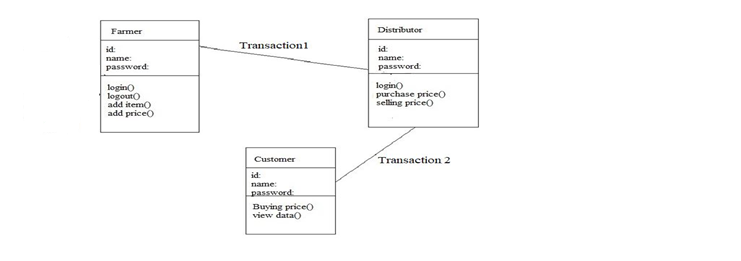 Farmer
id:
name:
password:
login()
logout()
add item()
add price()
Transaction1
Distributor
id:
name:
password:
login()
purchase price()
selling price()
Customer
id:
name:
password:
Buying price()
view data()
Transaction 2